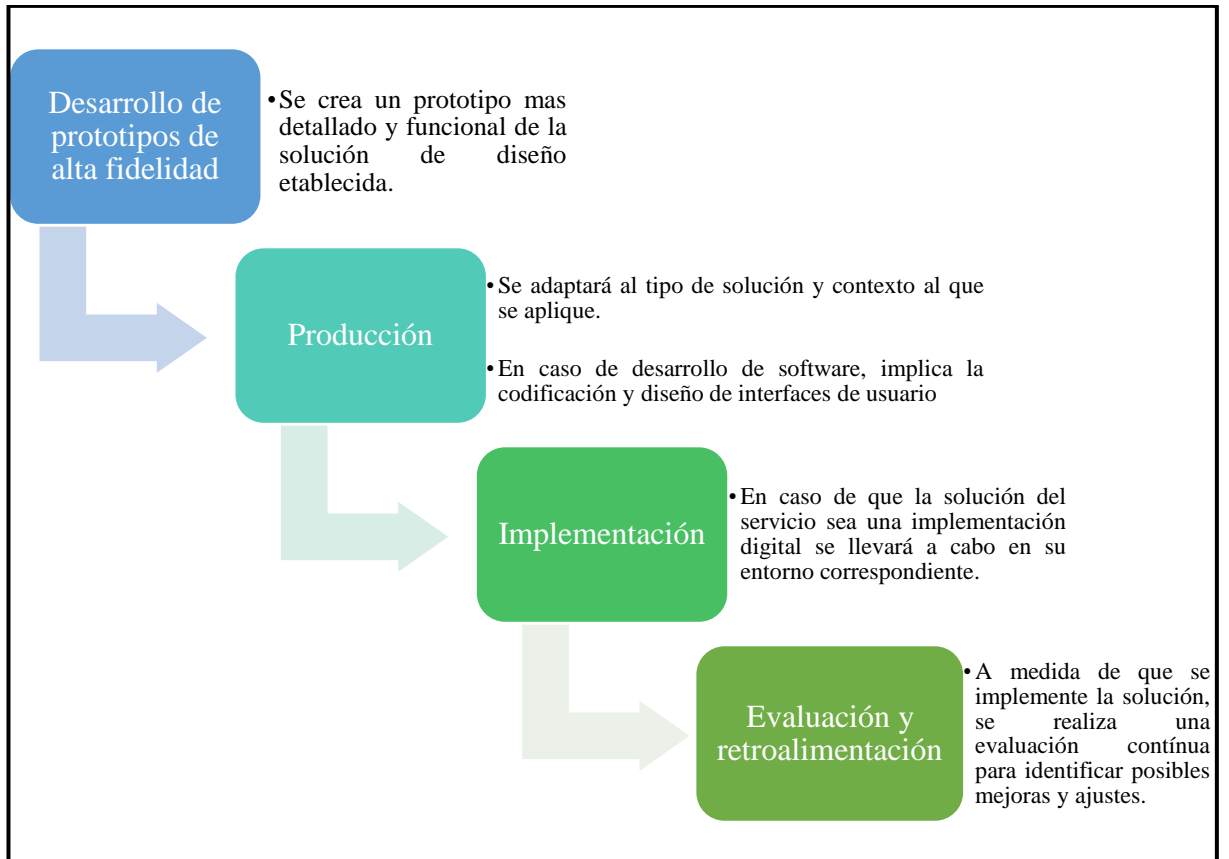 Desarrollo de
prototipos de
alta fidelidad
•Se crea un prototipo mas
detallado y funcional de la
solución de diseño
etablecida.
Producción
•Se adaptará al tipo de solución y contexto al que
se aplique.
•En caso de desarrollo de software, implica la
codificación y diseño de interfaces de usuario
Implementación
•En caso de que la solución del
servicio sea una implementación
digital se llevará a cabo en su
entorno correspondiente.
Evaluación y
retroalimentación
•A medida de que se
implemente la solución,
se realiza una
evaluación contínua
para identificar posibles
mejoras y ajustes.